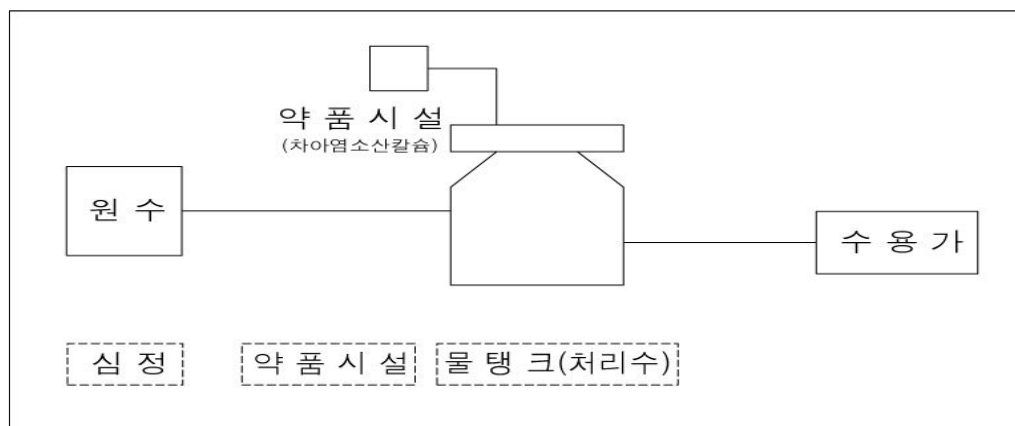 약 품 시 설
(차아염소산칼슘)
원 수
수 용 가
심 정
약 품 시 설
물 탱 크(처리수)